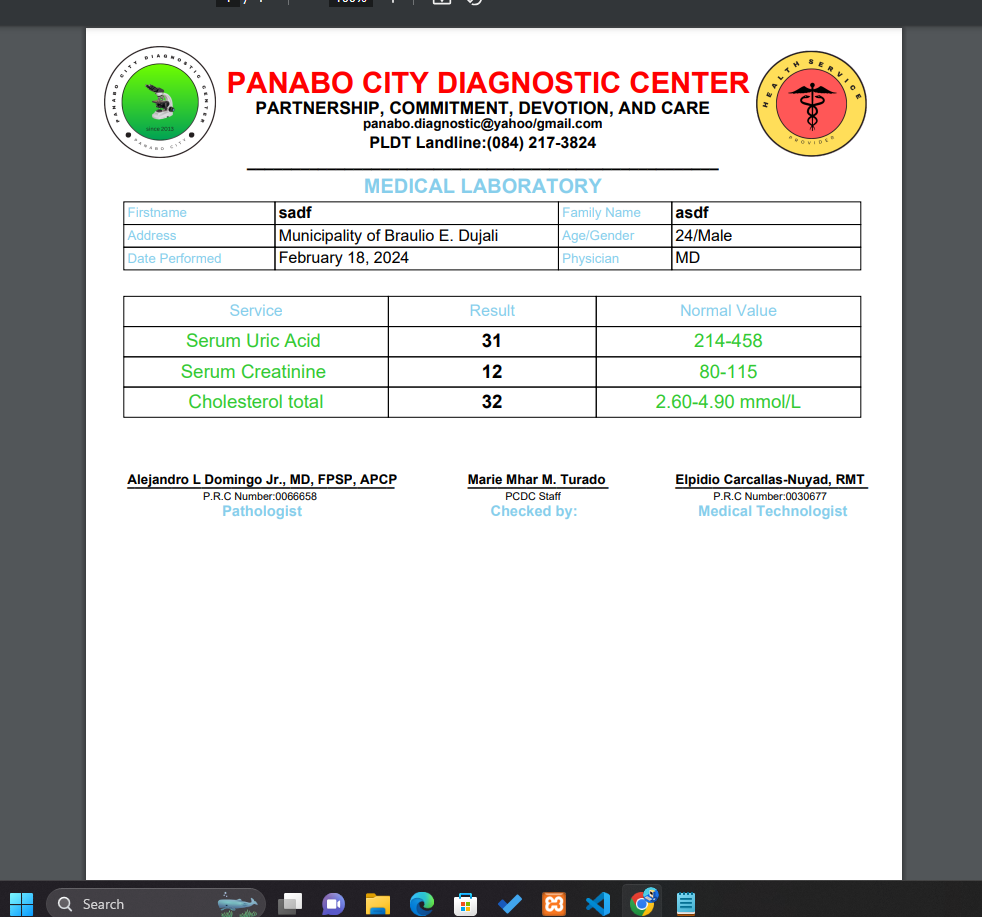 PANABO CITY DIAGNOSTIC CENTER
since 2013
PANABO CITY
PANABO CITY DIAGNOSTIC CENTER
PARTNERSHIP, COMMITMENT, DEVOTION, AND CARE
panabo.diagnostic@yahoo/gmail.com
PLDT Landline:(084) 217-3824
HEALTH SERVICE
PROVIDER
MEDICAL LABORATORY
Firstname sadf Family Name asdf
Address Municipality of Braulio E. Dujali Age/Gender 24/Male
Date Performed February 18, 2024 Physician MD
Service Result Normal Value
Serum Uric Acid 31 214-458
Serum Creatinine 12 80-115
Cholesterol total 32 2.60-4.90 mmol/L
Alejandro L Domingo Jr., MD, FPSP, APCP Marie Mhar M. Turado Elpidio Carcallas-Nuyad, RMT
P.R.C Number:0066658 PCDC Staff P.R.C Number:0030677
Pathologist Checked by: Medical Technologist
Search